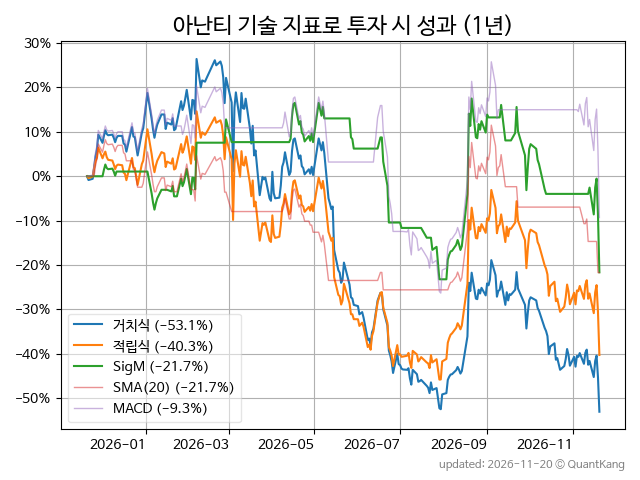 아난티 기술 지표로 투자 시 성과 (1년)
30%
20%
10%
0%
−10%
−20%
−30%
−40%
−50%
거치식 (−53.1%)
적립식 (−40.3%)
SigM (−21.7%)
SMA(20) (−21.7%)
MACD (−9.3%)
2026-01 2026-03 2026-05 2026-07 2026-09 2026-11
updated: 2026-11-20 © QuantKang